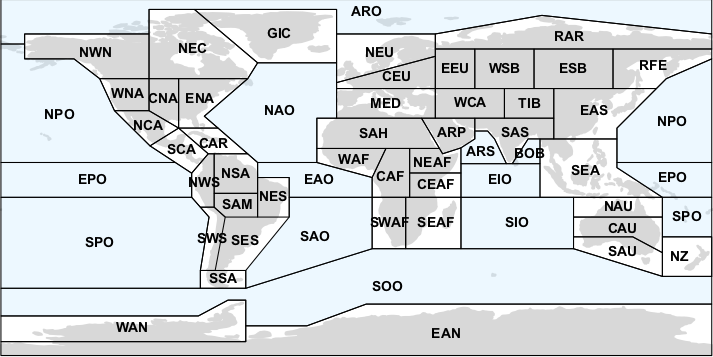 ARO
GIC
RAR
NWN
NEC
NEU
EEU
WSB
ESB
RFE
CEU
WNA
CNA
ENA
MED
WCA
TIB
EAS
NPO
NAO
NPO
NCA
SAH
ARP
SAS
SCA
CAR
WAF
ARS
BOB
NEAF
SEA
EPO
NWS
NSA
EAO
CAF
CEAF
EIO
EPO
NES
SAM
NAU
SPO
SPO
SWS
SES
SAO
SWAF
SEAF
SIO
CAU
SAU
NZ
SSA
SOO
WAN
EAN